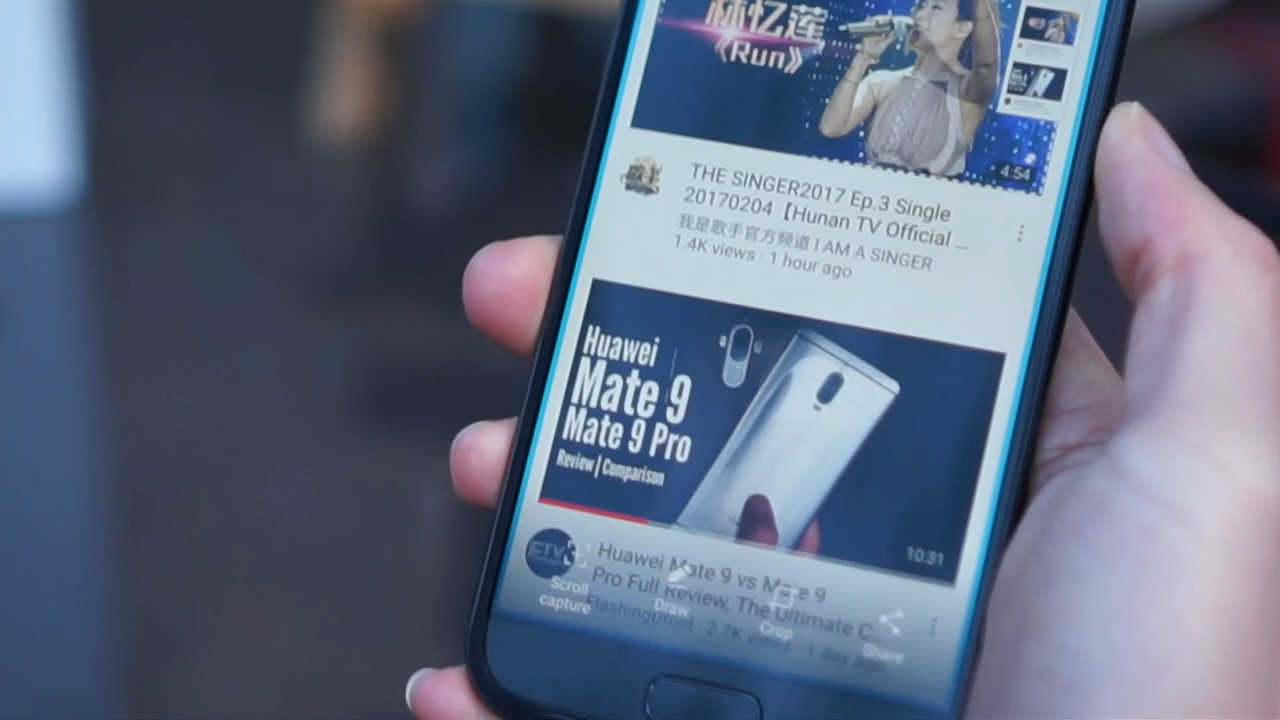 林忆莲
《Run》
4:54
THE SINGER2017 Ep.3 Single
20170204【Hunan TV Official ...
我是歌手官方频道 I AM A SINGER
1.4K views · 1 hour ago
Huawei
Mate 9
Mate 9 Pro
Review | Comparison
10:31
Huawei Mate 9 vs Mate 9
Pro Full Review, The Ultimate C...
FlashingDroid · 2.7K views · 1 day ago
Scroll
capture
Draw
Crop
Share